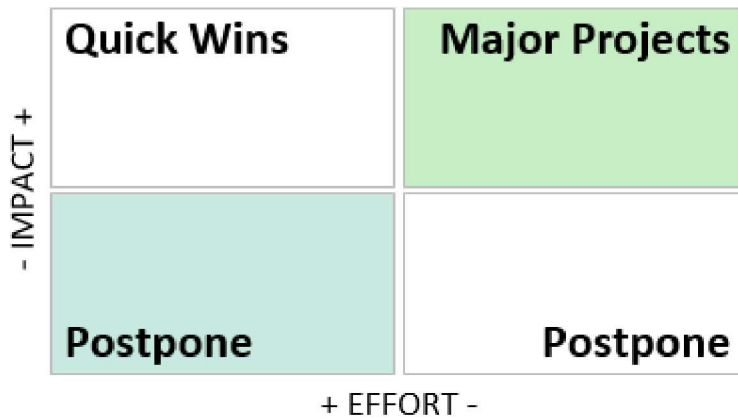 Quick Wins
Major Projects
- IMPACT +
Postpone
Postpone
+ EFFORT -